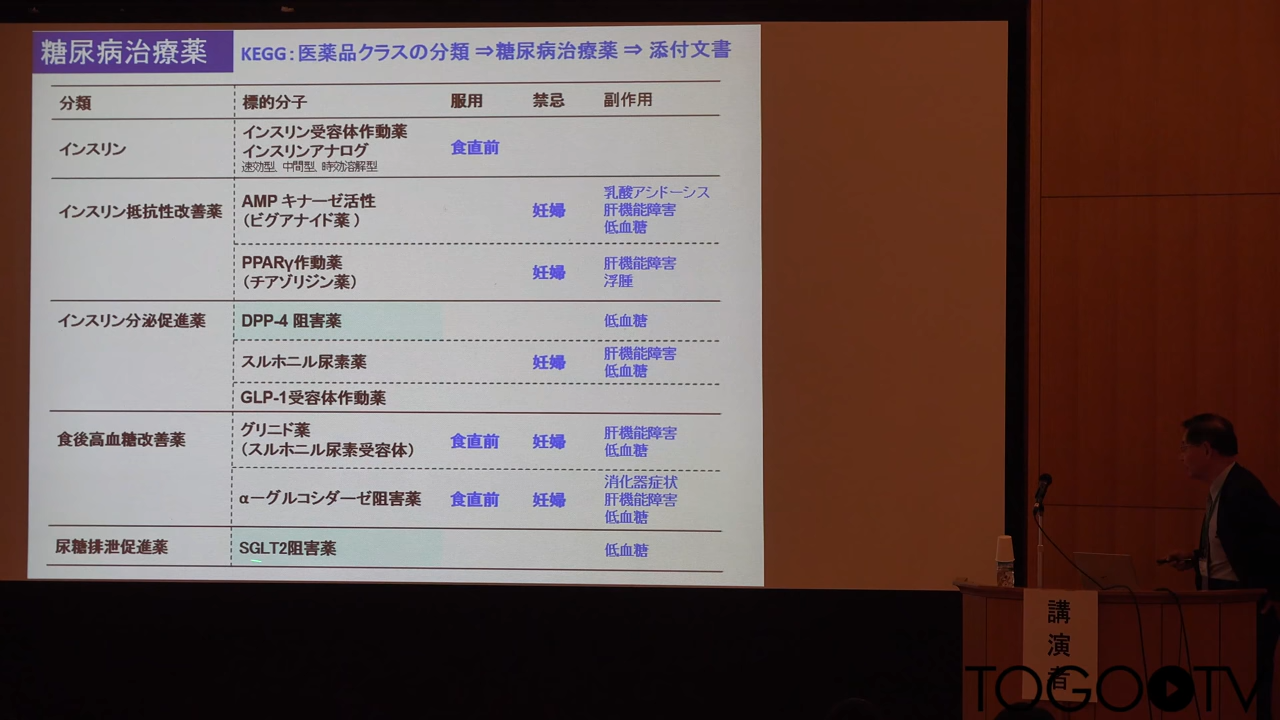 糖尿病治療薬
KEGG：医薬品クラスの分類 ⇒糖尿病治療薬 ⇒ 添付文書
分類 標的分子 服用 禁忌 副作用
インスリン
インスリン受容体作動薬
インスリンアナログ
速効型、中間型、時効溶解型
食直前
インスリン抵抗性改善薬
AMP キナーゼ活性
（ビグアナイド薬 ）
妊婦
乳酸アシドーシス
肝機能障害
低血糖
PPARγ作動薬
（チアゾリジン薬）
妊婦
肝機能障害
浮腫
インスリン分泌促進薬
DPP-4 阻害薬
低血糖
スルホニル尿素薬
妊婦
肝機能障害
低血糖
GLP-1受容体作動薬
食後高血糖改善薬
グリニド薬
（スルホニル尿素受容体）
食直前
妊婦
肝機能障害
低血糖
α－グルコシダーゼ阻害薬
食直前
妊婦
消化器症状
肝機能障害
低血糖
尿糖排泄促進薬
SGLT2阻害薬
低血糖
講演者
TOGOTV